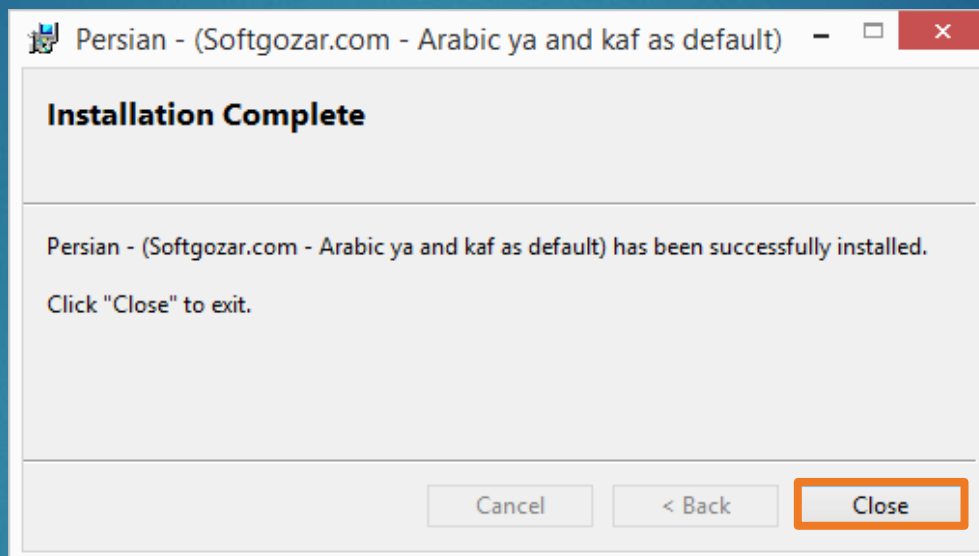 Persian - (Softgozar.com - Arabic ya and kaf as default)
Installation Complete
Persian - (Softgozar.com - Arabic ya and kaf as default) has been successfully installed.
Click "Close" to exit.
Cancel
< Back
Close